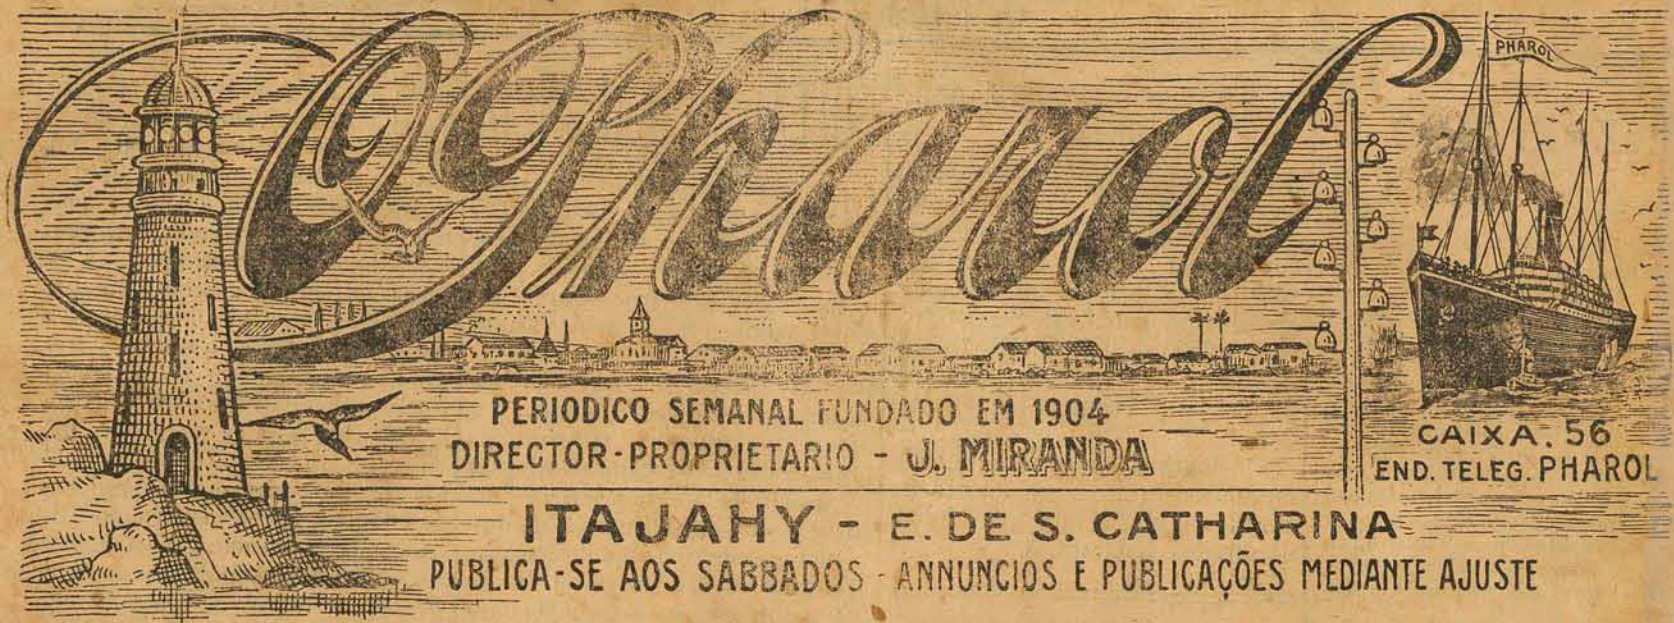 O Pharol
PHAROL
PERIODICO SEMANAL FUNDADO EM 1904
DIRECTOR-PROPRIETARIO - J. MIRANDA
CAIXA. 56
END. TELEG. PHAROL
ITAJAHY - E. DE S. CATHARINA
PUBLICA-SE AOS SABBADOS - ANNUNCIOS E PUBLICAÇÕES MEDIANTE AJUSTE